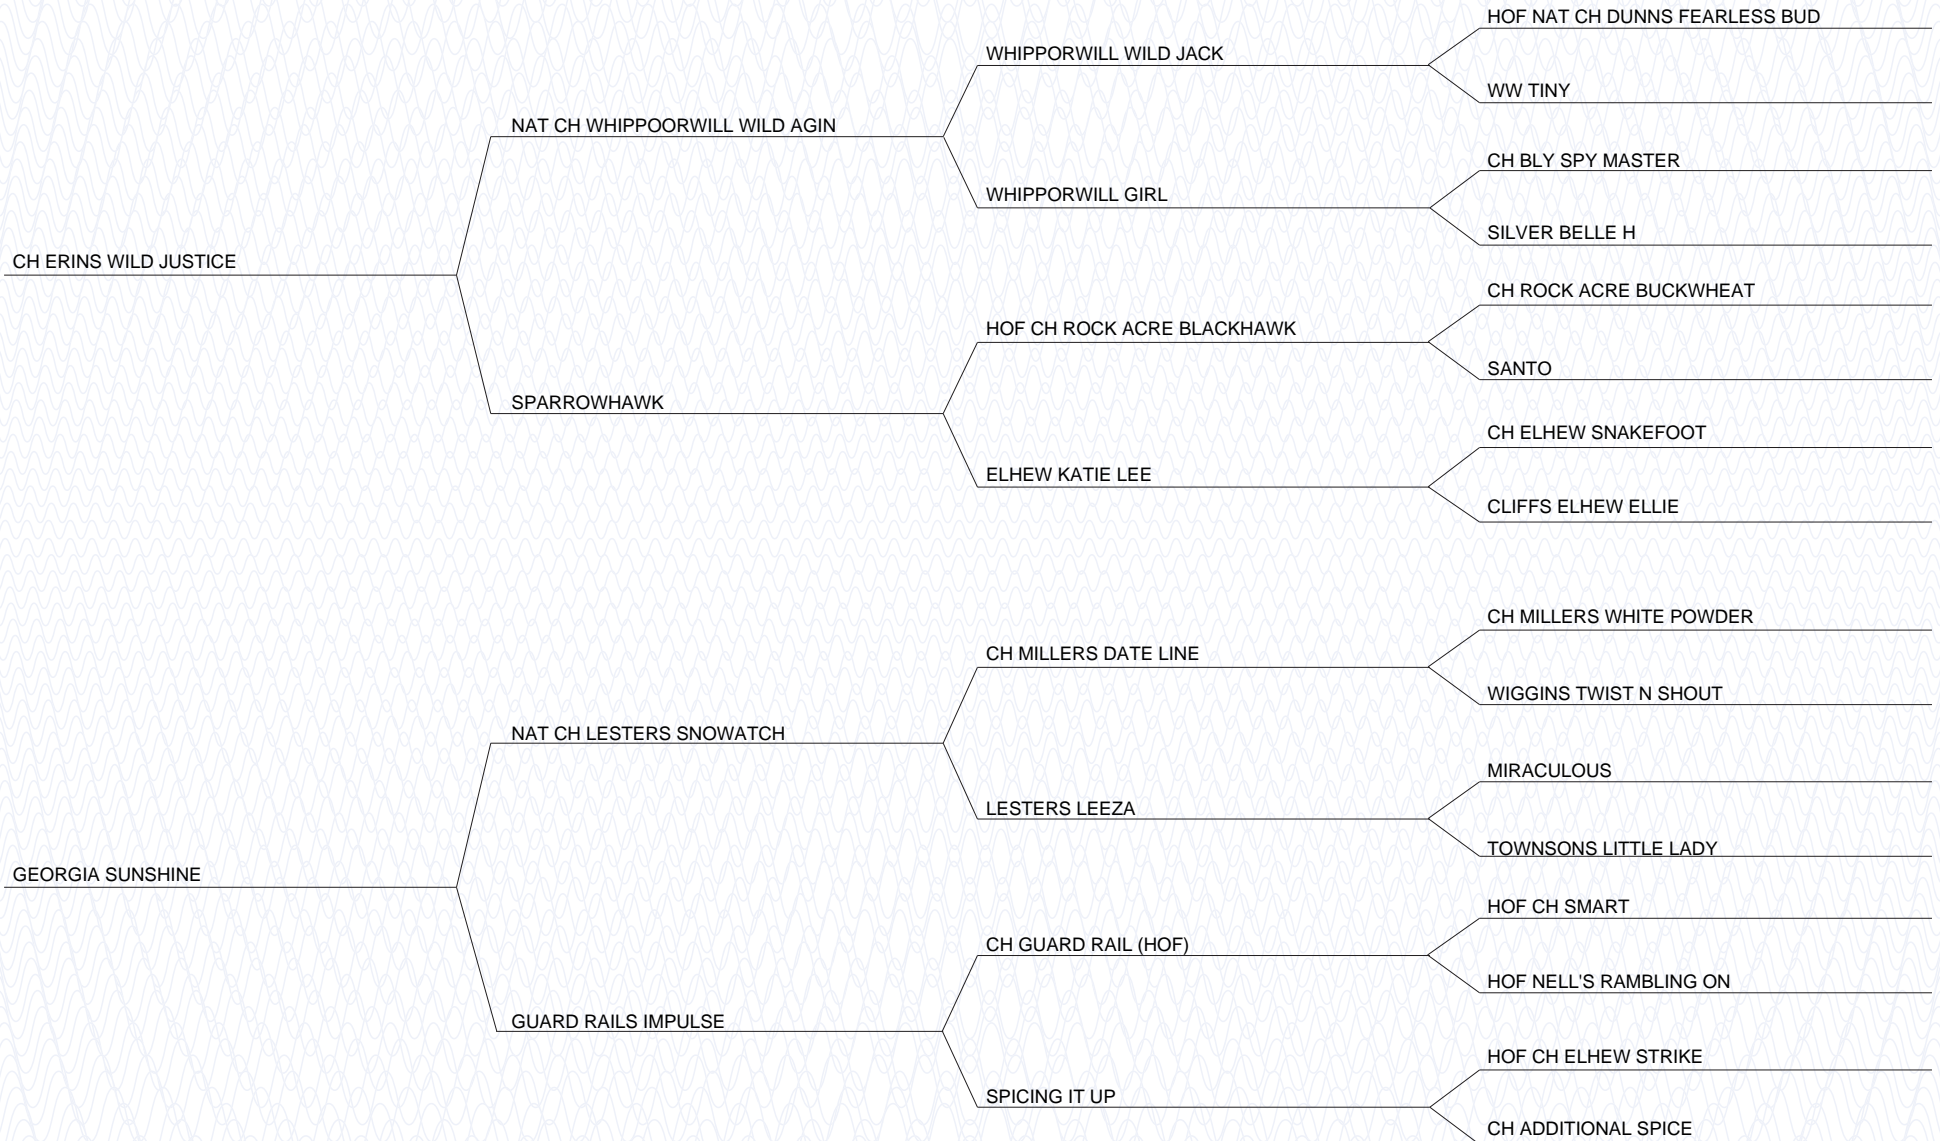 HOF NAT CH DUNNS FEARLESS BUD
WHIPPORWILL WILD JACK
WW TINY
NAT CH WHIPPOORWILL WILD AGIN
CH BLY SPY MASTER
WHIPPORWILL GIRL
SILVER BELLE H
CH ERINS WILD JUSTICE
CH ROCK ACRE BUCKWHEAT
HOF CH ROCK ACRE BLACKHAWK
SANTO
SPARROWHAWK
CH ELHEW SNAKEFOOT
ELHEW KATIE LEE
CLIFFS ELHEW ELLIE
CH MILLERS WHITE POWDER
CH MILLERS DATE LINE
WIGGINS TWIST N SHOUT
NAT CH LESTERS SNOWATCH
MIRACULOUS
LESTERS LEEZA
TOWNSONS LITTLE LADY
GEORGIA SUNSHINE
HOF CH SMART
CH GUARD RAIL (HOF)
HOF NELL'S RAMBLING ON
GUARD RAILS IMPULSE
HOF CH ELHEW STRIKE
SPICING IT UP
CH ADDITIONAL SPICE